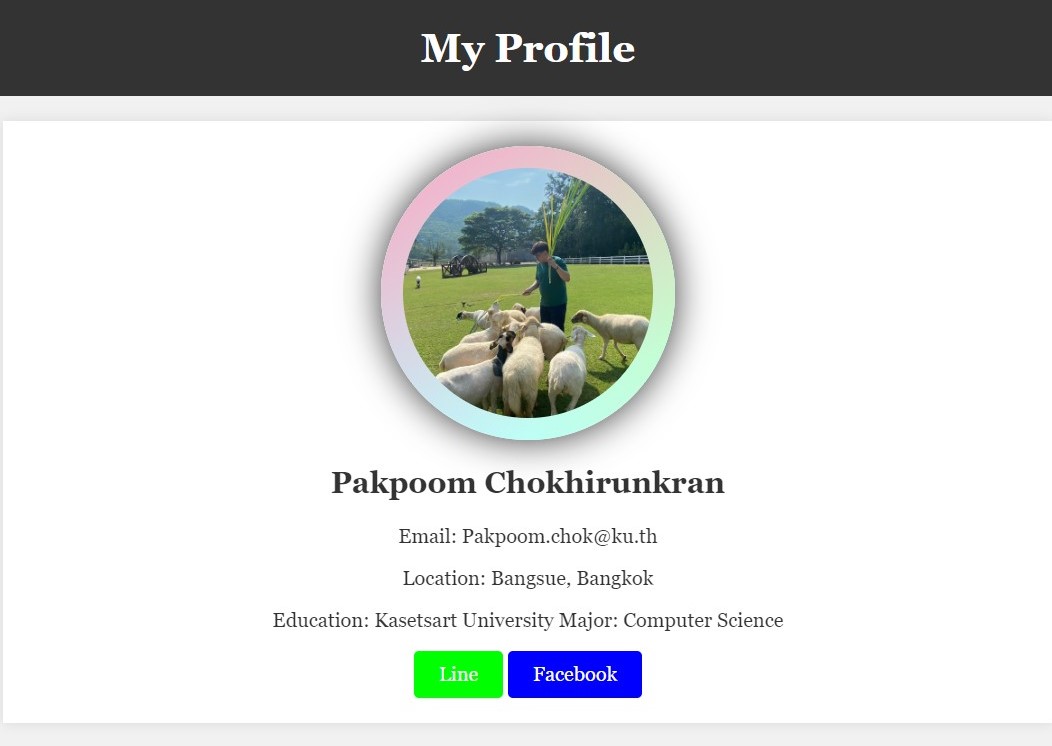 My Profile
Pakpoom Chokhirunkran
Email: Pakpoom.chok@ku.th
Location: Bangsue, Bangkok
Education: Kasetsart University Major: Computer Science
Line Facebook